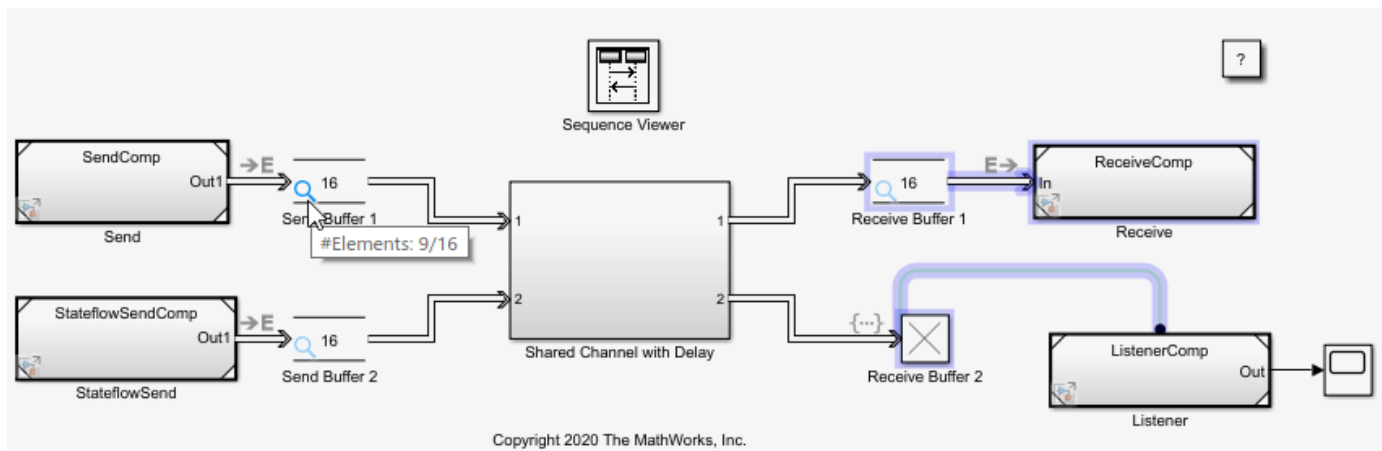 ?
Sequence Viewer
SendComp
Out1
Send
E
16
Send Buffer 1
#Elements: 9/16
1
1
2
2
Shared Channel with Delay
16
Receive Buffer 1
E
ReceiveComp
In
Receive
StateflowSendComp
Out1
StateflowSend
E
16
Send Buffer 2
{...}
Receive Buffer 2
ListenerComp
Out
Listener
Copyright 2020 The MathWorks, Inc.